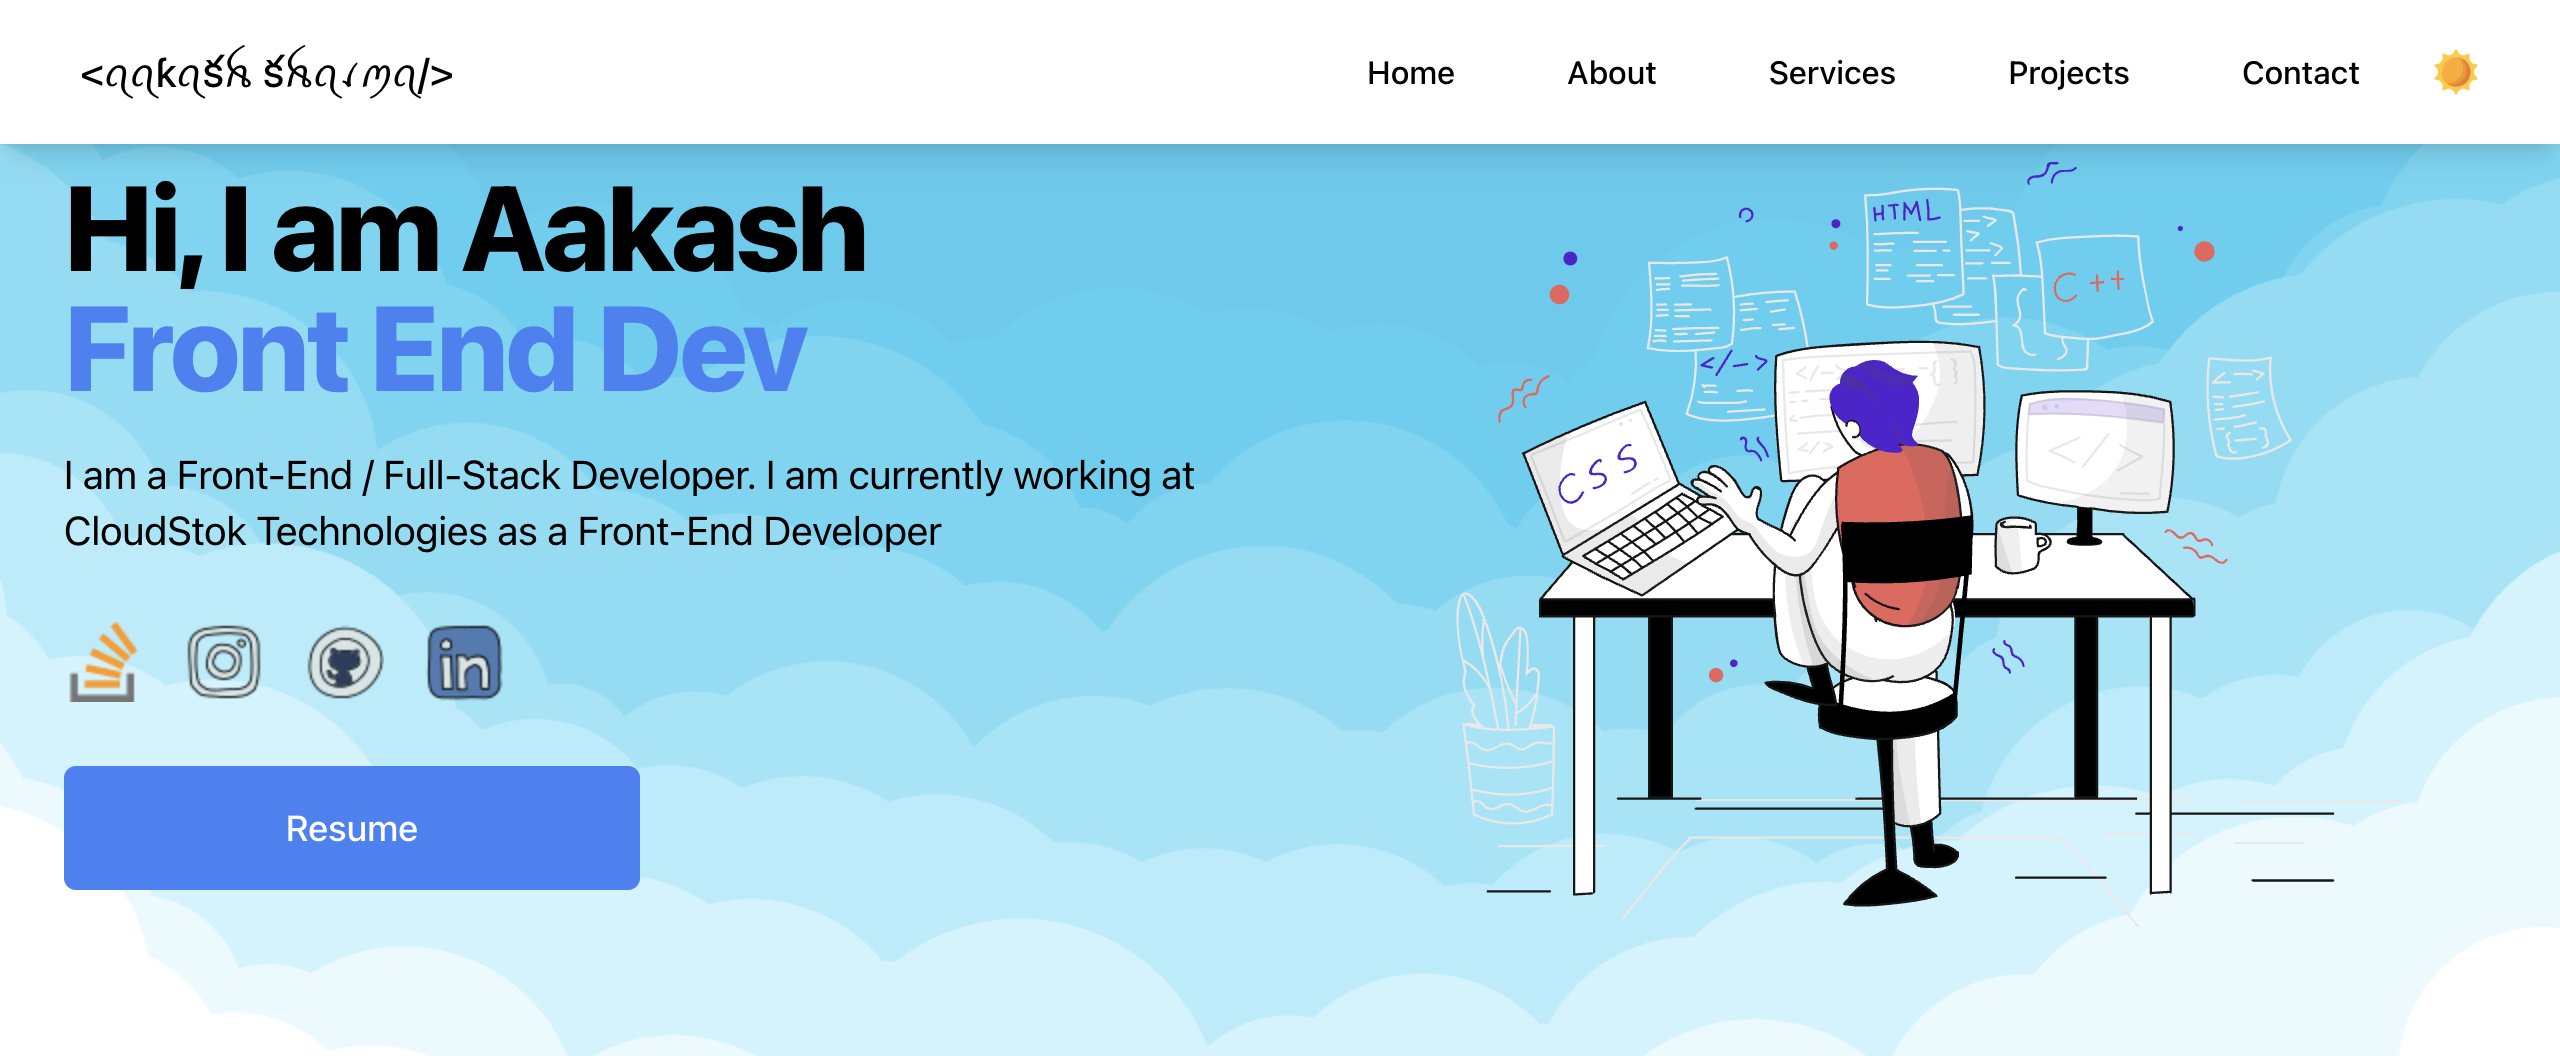 <ɑɑkɑšɦ šɦɑɾmɑ/>
Home
About
Services
Projects
Contact
Hi, I am Aakash
Front End Dev
I am a Front-End / Full-Stack Developer. I am currently working at
CloudStok Technologies as a Front-End Developer
in
Resume
HTML
C++
</-->
CSS
</>